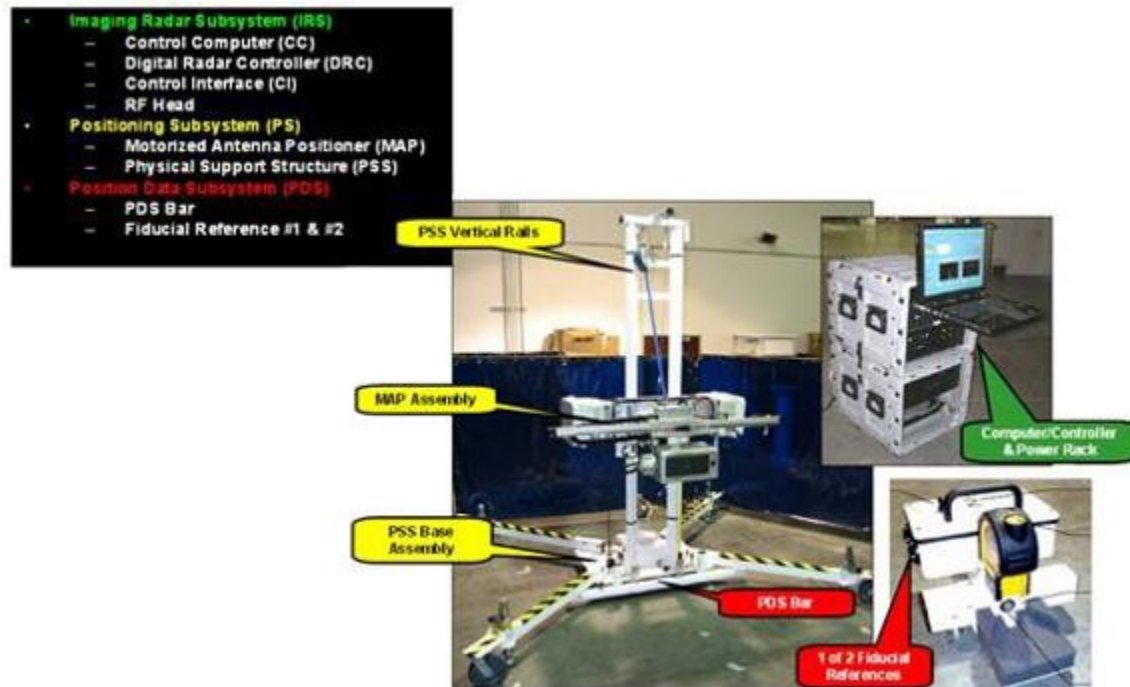 • Imaging Radar Subsystem (IRS)
– Control Computer (CC)
– Digital Radar Controller (DRC)
– Control Interface (CI)
– RF Head
• Positioning Subsystem (PS)
– Motorized Antenna Positioner (MAP)
– Physical Support Structure (PSS)
• Position Data Subsystem (PDS)
– PDS Bar
– Fiducial Reference #1 & #2
PSS Vertical Rails
MAP Assembly
Computer/Controller
& Power Rack
PSS Base
Assembly
PDS Bar
1 of 2 Fiducial
References